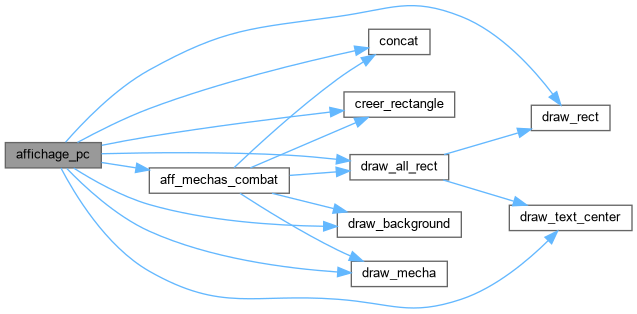 affichage_pc
aff_mechas_combat
concat
creer_rectangle
draw_all_rect
draw_background
draw_mecha
draw_rect
draw_text_center